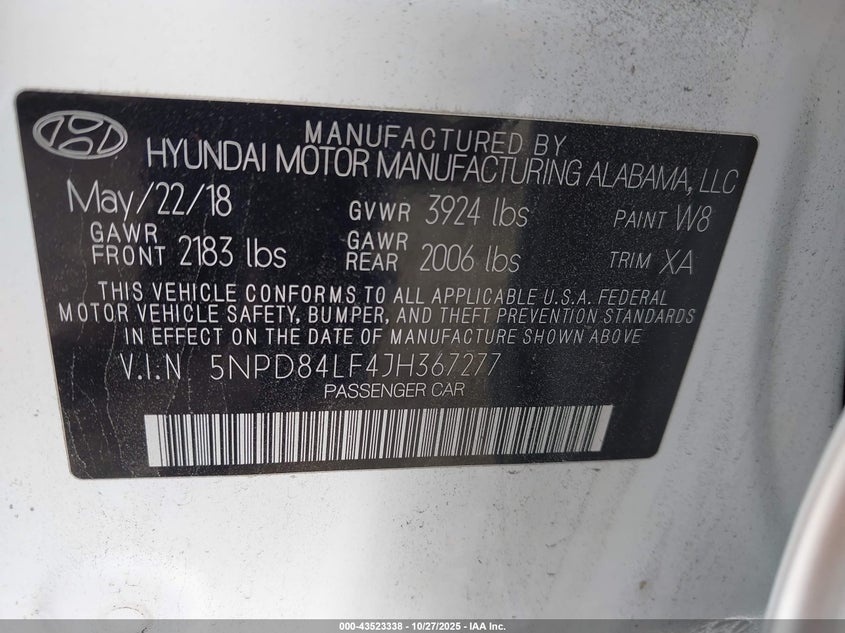 MANUFACTURED BY
HYUNDAI MOTOR MANUFACTURING ALABAMA, LLC
May/22/18 GVWR 3924 lbs PAINT W8
GAWR FRONT 2183 lbs GAWR REAR 2006 lbs TRIM XA
THIS VEHICLE CONFORMS TO ALL APPLICABLE U.S.A. FEDERAL
MOTOR VEHICLE SAFETY, BUMPER, AND THEFT PREVENTION STANDARDS
IN EFFECT ON THE DATE OF MANUFACTURE SHOWN ABOVE.
V.I.N 5NPD84LF4JH367277
PASSENGER CAR
000-43523338 - 10/27/2025 - IAA Inc.